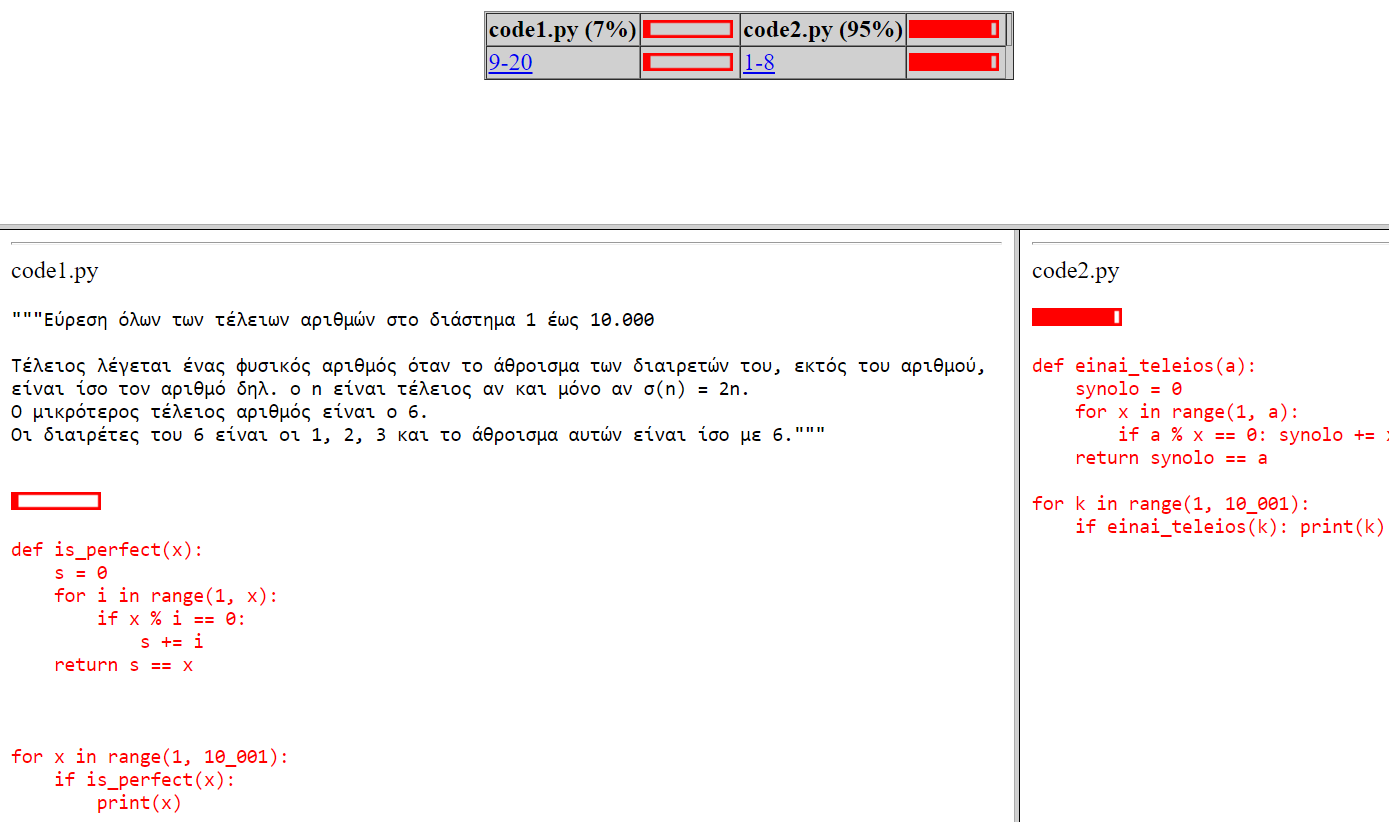 code1.py (7%) code2.py (95%)
9-20 1-8
code1.py
"""Εύρεση όλων των τέλειων αριθμών στο διάστημα 1 έως 10.000
Τέλειος λέγεται ένας φυσικός αριθμός όταν το άθροισμα των διαιρετών του, εκτός του αριθμού,
είναι ίσο τον αριθμό δηλ. ο n είναι τέλειος αν και μόνο αν σ(n) = 2n.
Ο μικρότερος τέλειος αριθμός είναι ο 6.
Οι διαιρέτες του 6 είναι οι 1, 2, 3 και το άθροισμα αυτών είναι ίσο με 6."""
def is_perfect(x):
    s = 0
    for i in range(1, x):
        if x % i == 0:
            s += i
    return s == x
for x in range(1, 10_001):
    if is_perfect(x):
        print(x)
code2.py
def einai_teleios(a):
    synolo = 0
    for x in range(1, a):
        if a % x == 0: synolo +=
    return synolo == a
for k in range(1, 10_001):
    if einai_teleios(k): print(k)